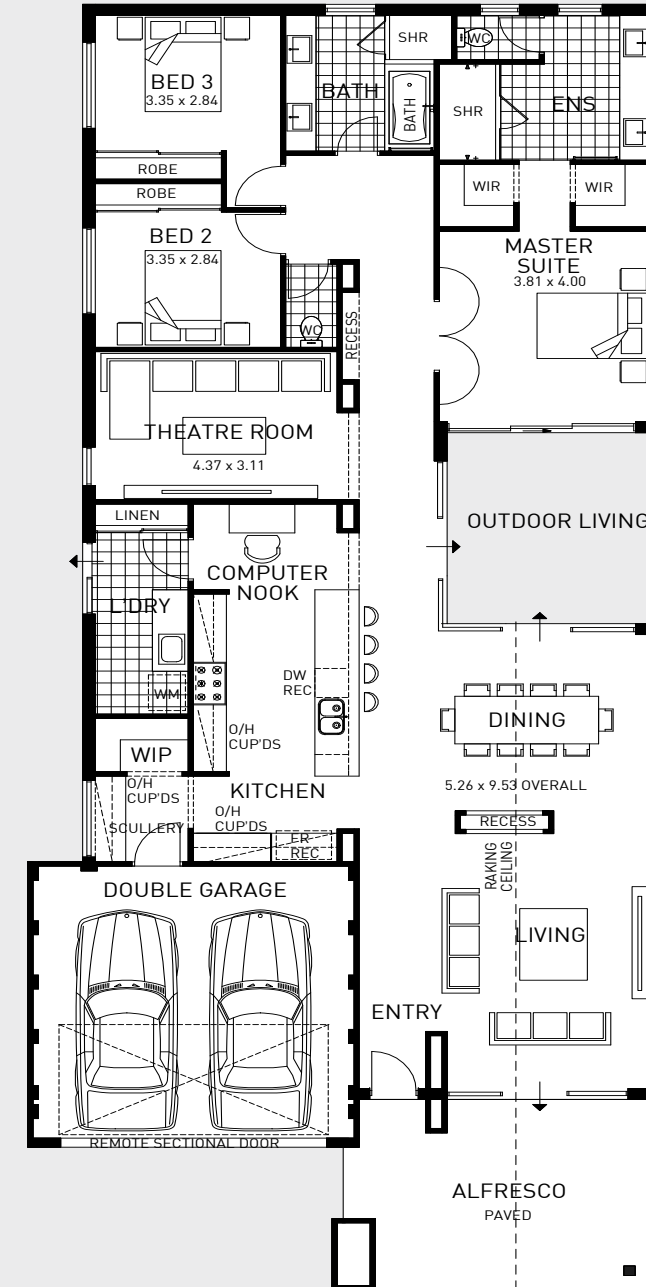 SHR
WC
BED 3
3.35 x 2.84
BATH
BATH
SHR
ENS
ROBE
ROBE
WIR
WIR
BED 2
3.35 x 2.84
MASTER
SUITE
3.81 x 4.00
WC
RECESS
THEATRE ROOM
4.37 x 3.11
LINEN
OUTDOOR LIVING
COMPUTER
NOOK
L'DRY
DW
REC
WM
O/H
CUP'DS
DINING
WIP
O/H
CUP'DS
KITCHEN
5.26 x 9.53 OVERALL
O/H
CUP'DS
SCULLERY
RECESS
FR
REC
RAKING
CEILING
DOUBLE GARAGE
LIVING
ENTRY
REMOTE SECTIONAL DOOR
ALFRESCO
PAVED